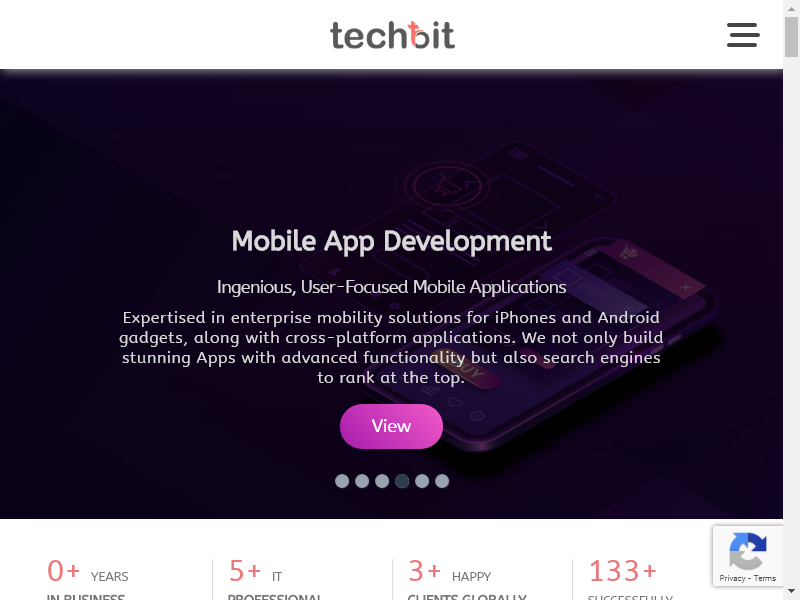 techbit
Mobile App Development
Ingenious, User-Focused Mobile Applications
Expertised in enterprise mobility solutions for iPhones and Android
gadgets, along with cross-platform applications. We not only build
stunning Apps with advanced functionality but also search engines
to rank at the top.
BUY
View
0+ YEARS
IN BUSINESS
5+ IT
PROFESSIONAL
3+ HAPPY
CLIENTS GLOBALLY
133+
SUCCESSFULLY
Privacy - Terms